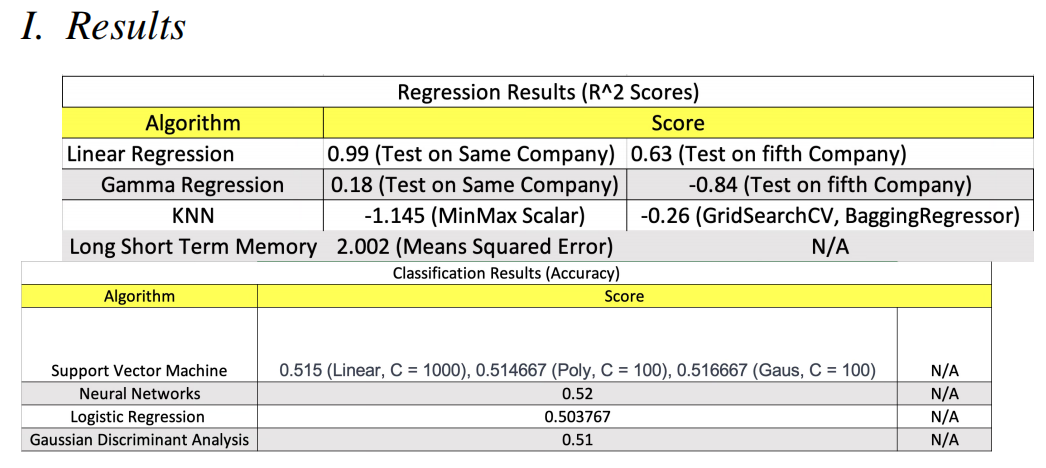 I. Results
Regression Results (R^2 Scores)
Algorithm Score
Linear Regression 0.99 (Test on Same Company) 0.63 (Test on fifth Company)
Gamma Regression 0.18 (Test on Same Company) -0.84 (Test on fifth Company)
KNN -1.145 (MinMax Scalar) -0.26 (GridSearchCV, BaggingRegressor)
Long Short Term Memory 2.002 (Means Squared Error) N/A
Classification Results (Accuracy)
Algorithm Score
Support Vector Machine 0.515 (Linear, C = 1000), 0.514667 (Poly, C = 100), 0.516667 (Gaus, C = 100) N/A
Neural Networks 0.52 N/A
Logistic Regression 0.503767 N/A
Gaussian Discriminant Analysis 0.51 N/A